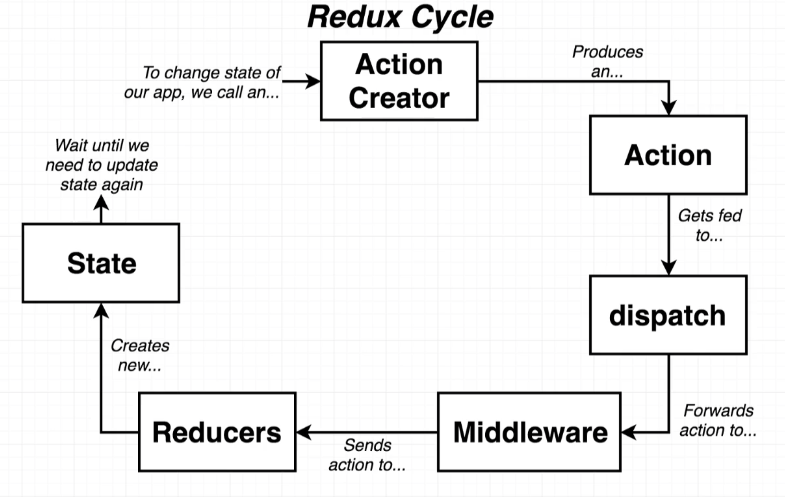 Redux Cycle
To change state of
our app, we call an...
Action
Creator
Produces
an...
Action
Gets fed
to...
dispatch
Forwards
action to...
Middleware
Sends
action to...
Reducers
Creates
new...
State
Wait until we
need to update
state again